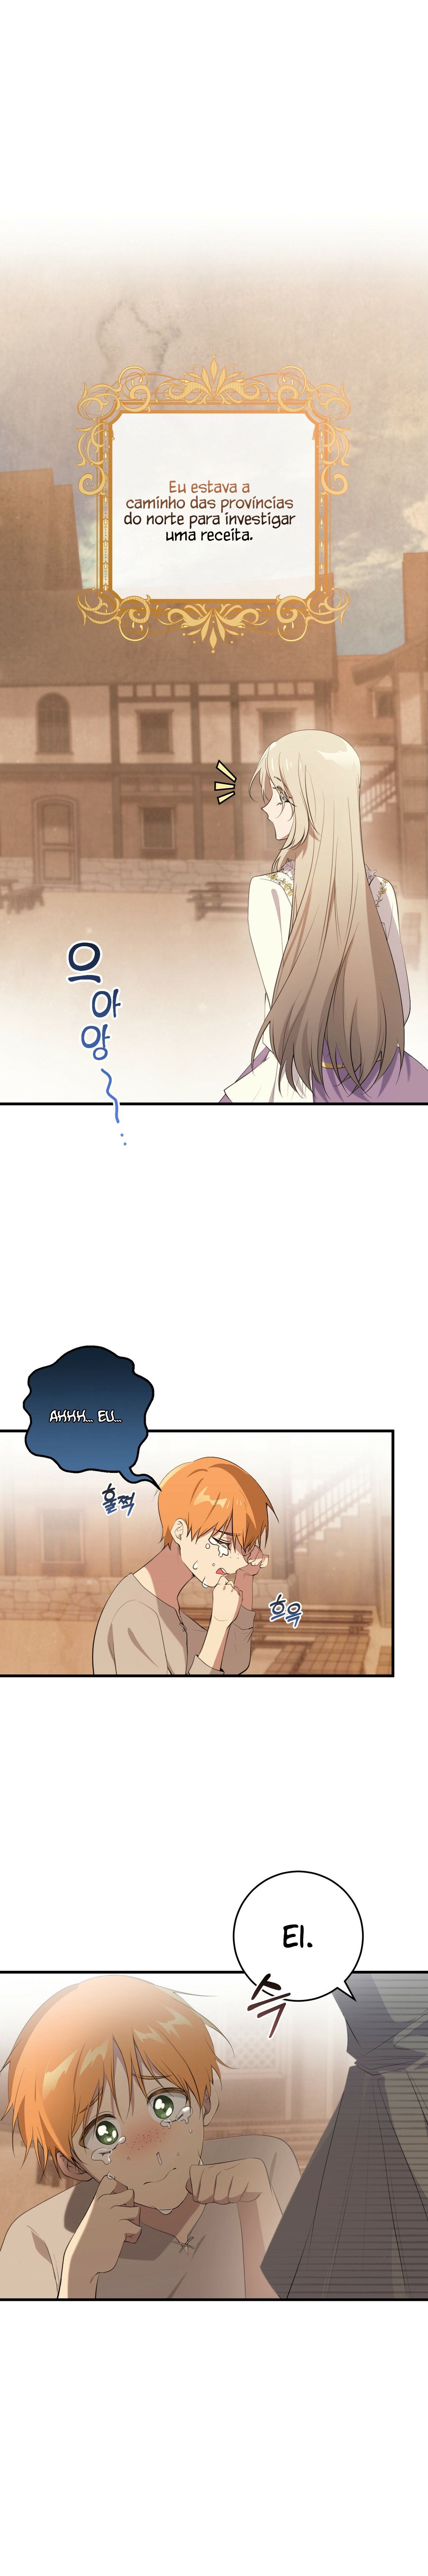 Eu estava a
caminho das províncias
do norte para investigar
uma receita.
으
아
앙
AHHH... EU...
훌쩍
흐윽
EI.
슥